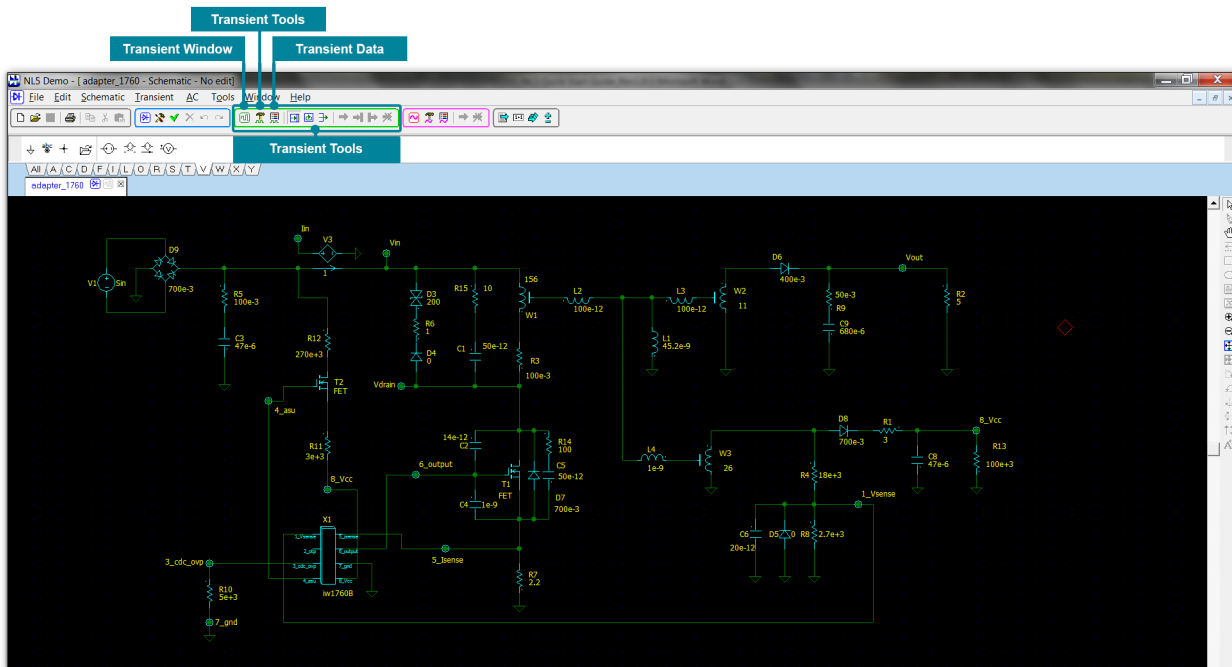 Transient Tools
Transient Window
Transient Data
NL5 Demo - [ adapter_1760 - Schematic - No edit]
File Edit Schematic Transient AC Tools Window Help
Transient Tools
All A C D F I L O R S T V W X Y
adapter_1760
Iin
V3
1
Vin
D9
700e-3
V1
Sin
R5
100e-3
C3
47e-6
R12
270e+3
T2
FET
4_asu
R11
3e+3
8_Vcc
D3
200
R6
1
D4
0
Vdrain
R15
10
C1
50e-12
156
W1
R3
100e-3
L2
100e-12
L3
100e-12
L1
45.2e-9
W2
11
D6
400e-3
Vout
50e-3
R9
C9
680e-6
R2
5
14e-12
C2
6_output
C4
1e-9
T1
FET
R14
100
C5
50e-12
D7
700e-3
L4
1e-9
W3
26
D8
700e-3
R1
3
8_Vcc
C8
47e-6
R13
100e+3
R4
18e+3
1_Vsense
C6
20e-12
D5
0
R8
2.7e+3
X1
1_Vsense
5_Isense
6_output
3_cdc_ovp
7_gnd
4_asu
8_Vcc
iw1760B
3_cdc_ovp
R10
5e+3
7_gnd
5_Isense
R7
2.2